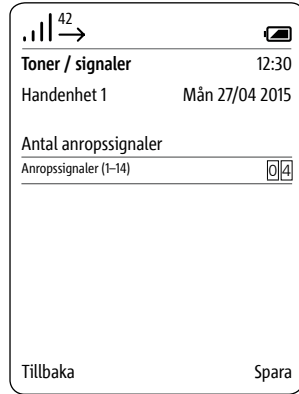 42
Toner / signaler 12:30
Handenhet 1 Mån 27/04 2015
Antal anropssignaler
Anropssignaler (1–14) 04
Tillbaka Spara